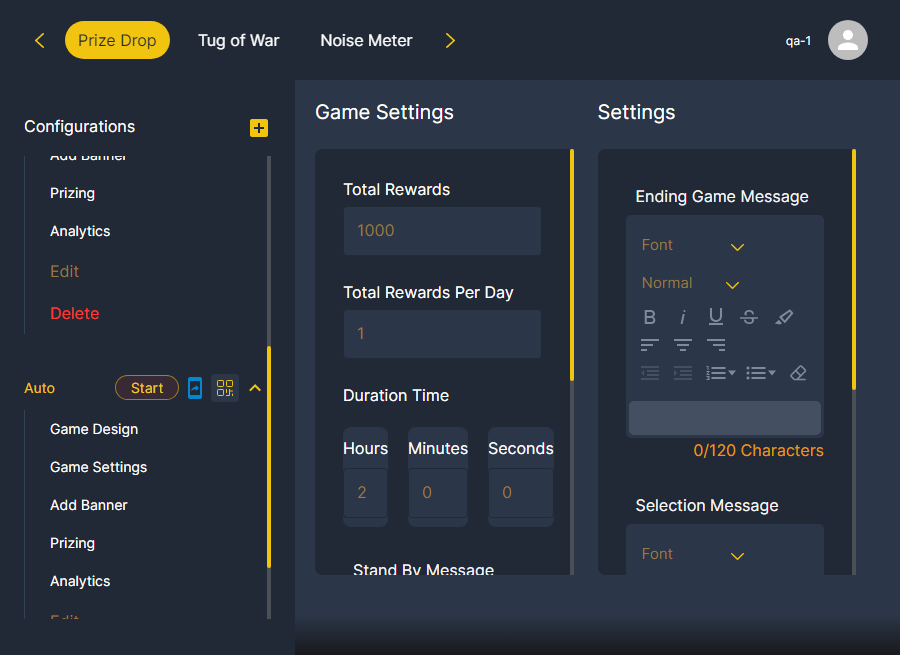 Prize Drop
Tug of War
Noise Meter
qa-1
Configurations
Add Banner
Prizing
Analytics
Edit
Delete
Auto
Start
Game Design
Game Settings
Add Banner
Prizing
Analytics
Edit
Game Settings
Total Rewards
1000
Total Rewards Per Day
1
Duration Time
Hours Minutes Seconds
2 0 0
Stand By Message
Settings
Ending Game Message
Font
Normal
B i U S
0/120 Characters
Selection Message
Font